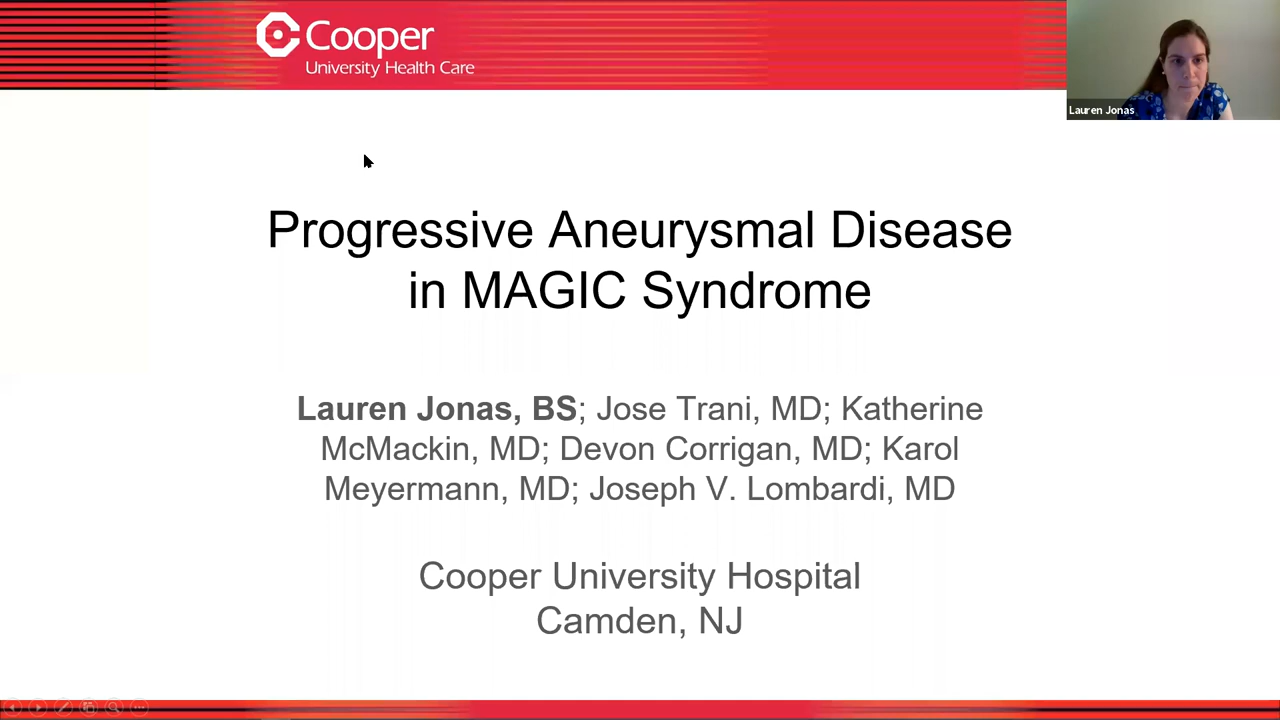 Cooper
University Health Care
Lauren Jonas
Progressive Aneurysmal Disease
in MAGIC Syndrome
Lauren Jonas, BS; Jose Trani, MD; Katherine
McMackin, MD; Devon Corrigan, MD; Karol
Meyermann, MD; Joseph V. Lombardi, MD
Cooper University Hospital
Camden, NJ